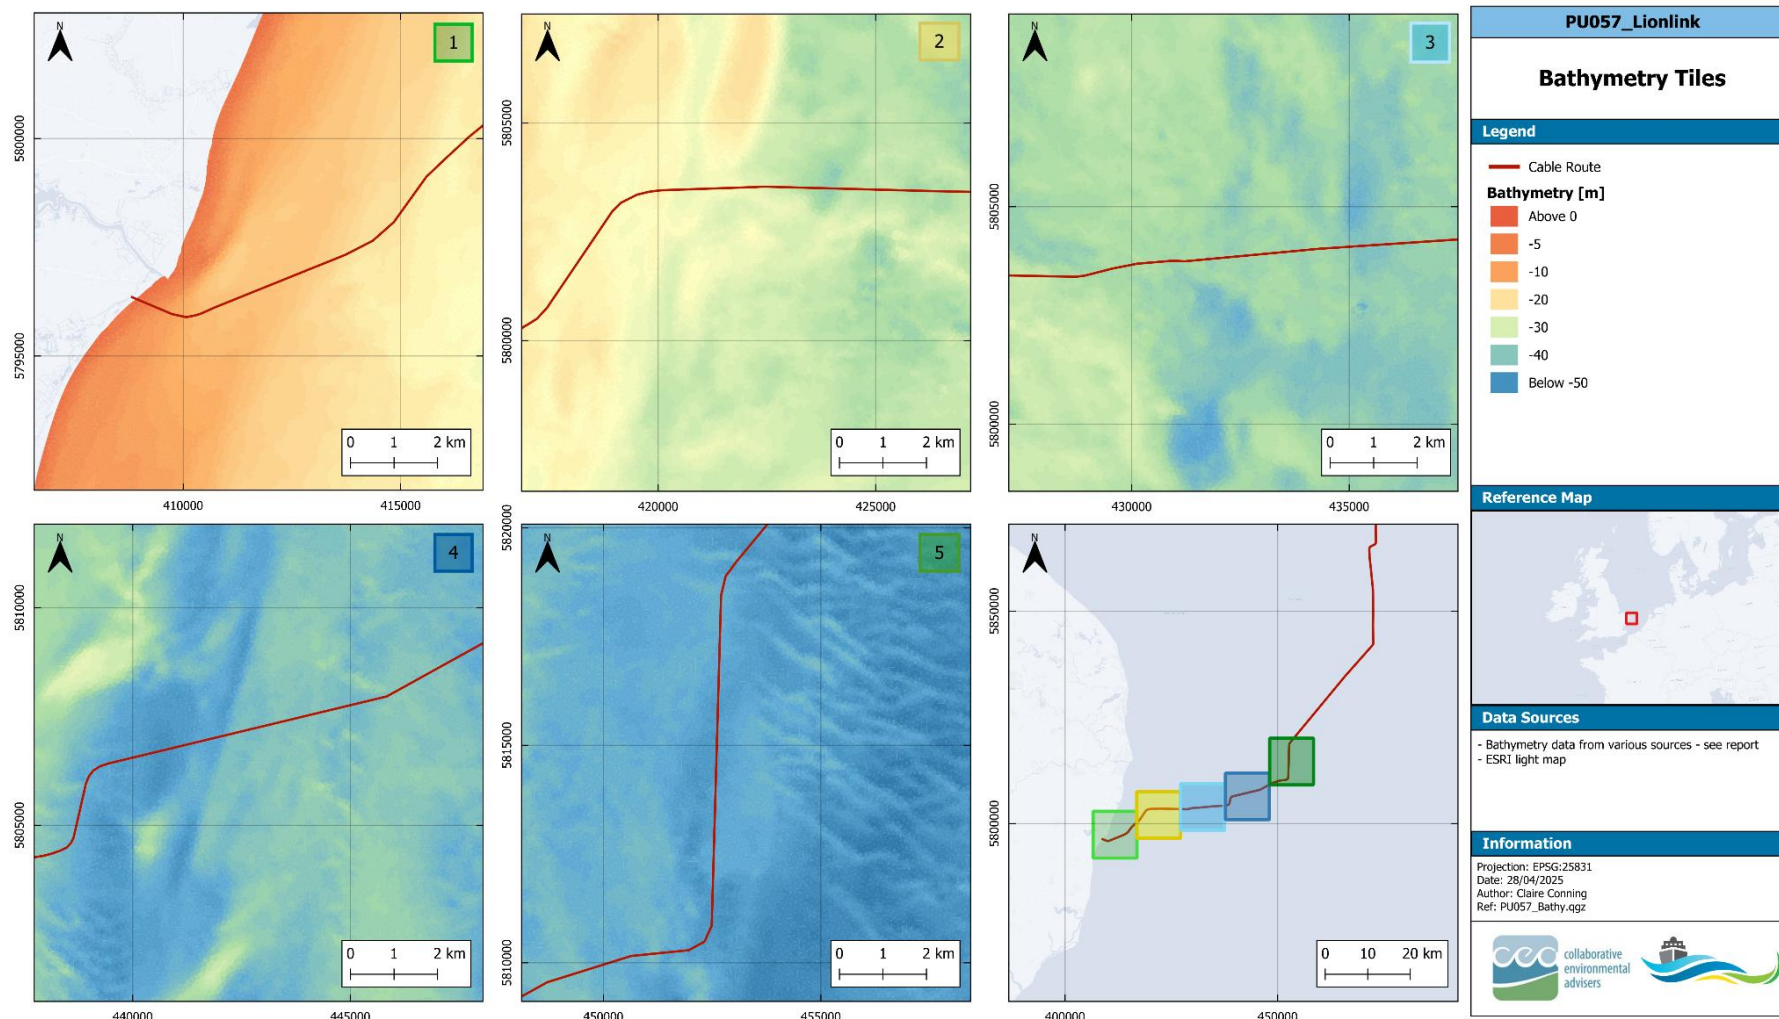 N
1
5800000
5795000
0 1 2 km
410000 415000
N
2
5805000
5800000
0 1 2 km
420000 425000
N
3
5805000
5800000
0 1 2 km
430000 435000
N
4
5810000
5805000
0 1 2 km
440000 445000
N
5
5820000
5815000
5810000
0 1 2 km
450000 455000
N
5850000
5800000
0 10 20 km
400000 450000
PU057_Lionlink
Bathymetry Tiles
Legend
Cable Route
Bathymetry [m]
Above 0
-5
-10
-20
-30
-40
Below -50
Reference Map
Data Sources
- Bathymetry data from various sources - see report
- ESRI light map
Information
Projection: EPSG:25831
Date: 28/04/2025
Author: Claire Conning
Ref: PU057_Bathy.qgz
cea
collaborative
environmental
advisers